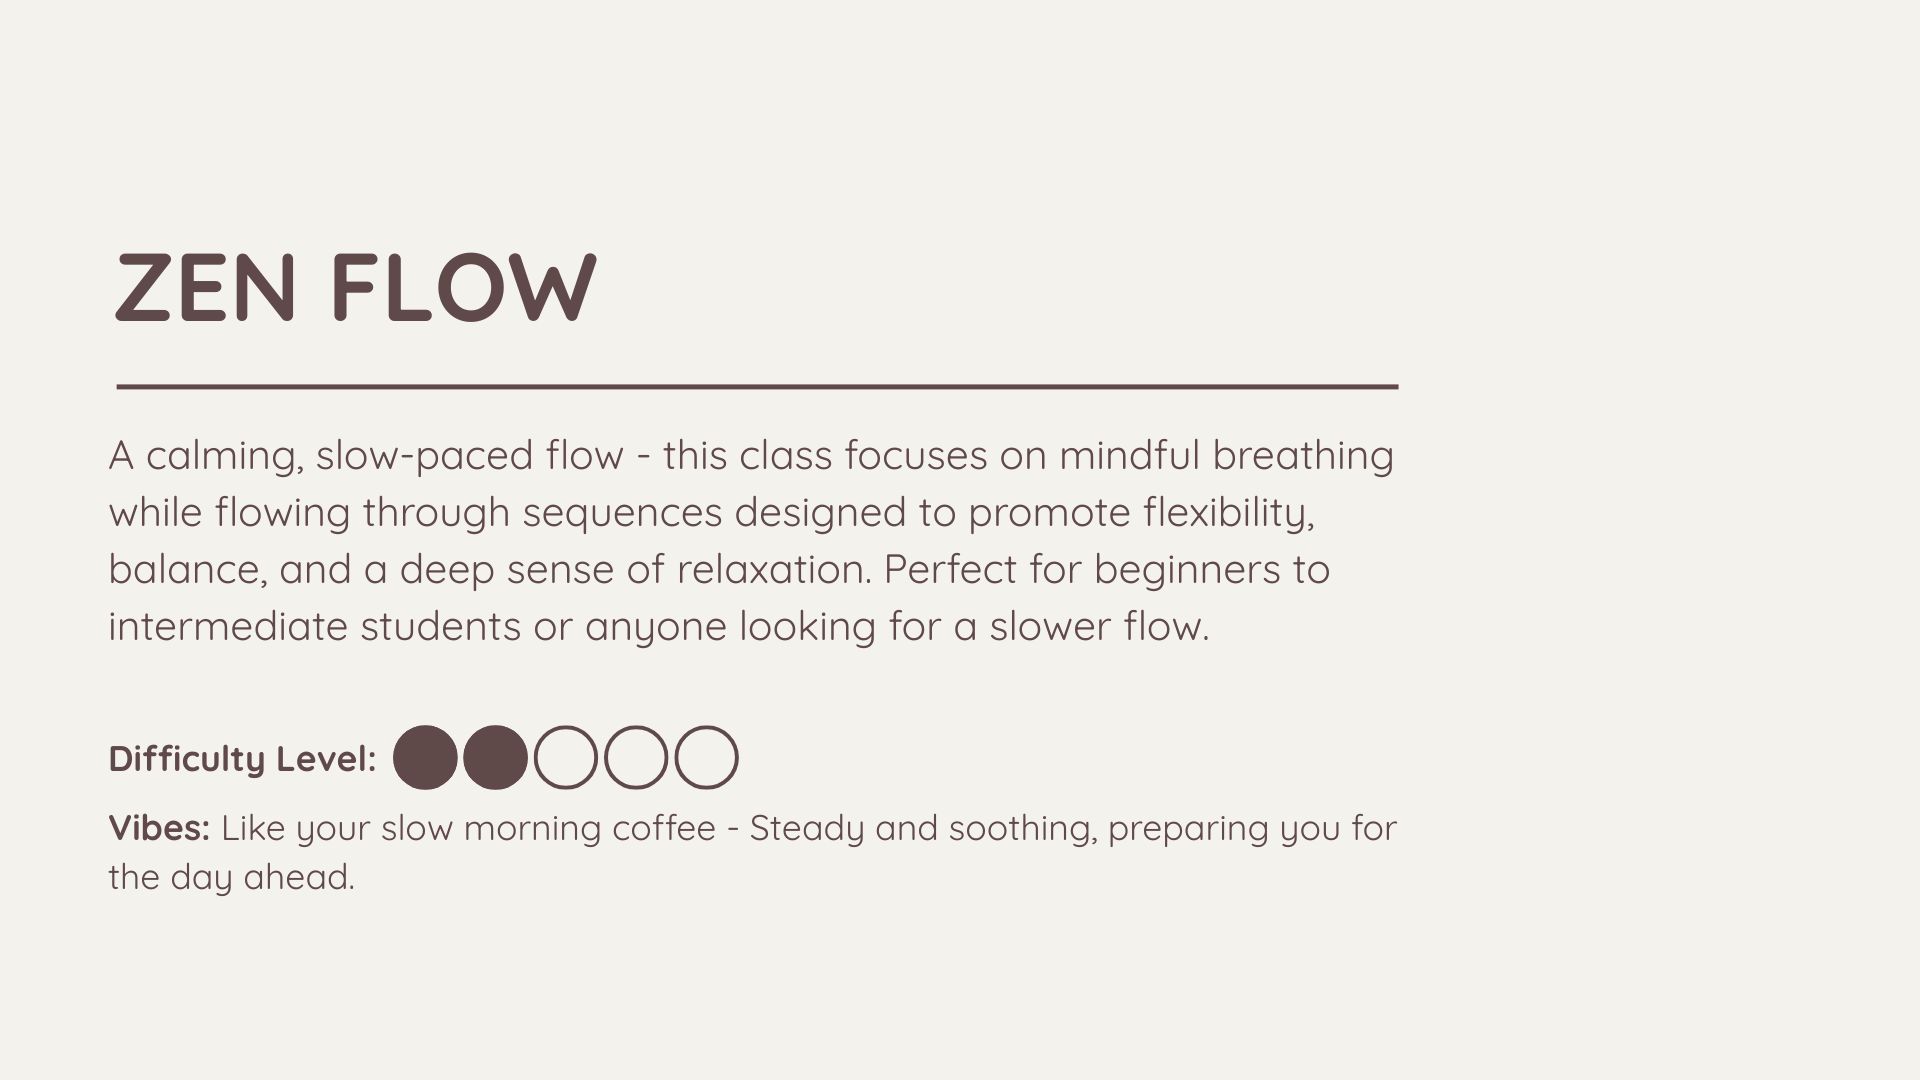 ZEN FLOW
A calming, slow-paced flow - this class focuses on mindful breathing
while flowing through sequences designed to promote flexibility,
balance, and a deep sense of relaxation. Perfect for beginners to
intermediate students or anyone looking for a slower flow.
Difficulty Level:
Vibes: Like your slow morning coffee - Steady and soothing, preparing you for
the day ahead.